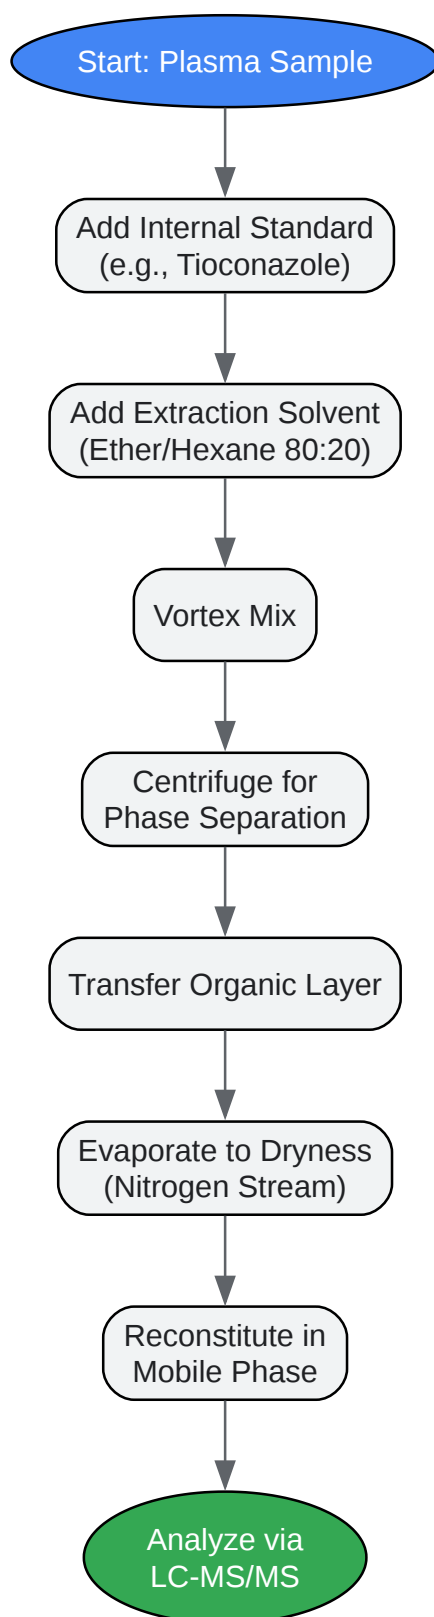 Start: Plasma Sample
Add Internal Standard
(e.g., Tioconazole)
Add Extraction Solvent
(Ether/Hexane 80:20)
Vortex Mix
Centrifuge for
Phase Separation
Transfer Organic Layer
Evaporate to Dryness
(Nitrogen Stream)
Reconstitute in
Mobile Phase
Analyze via
LC-MS/MS